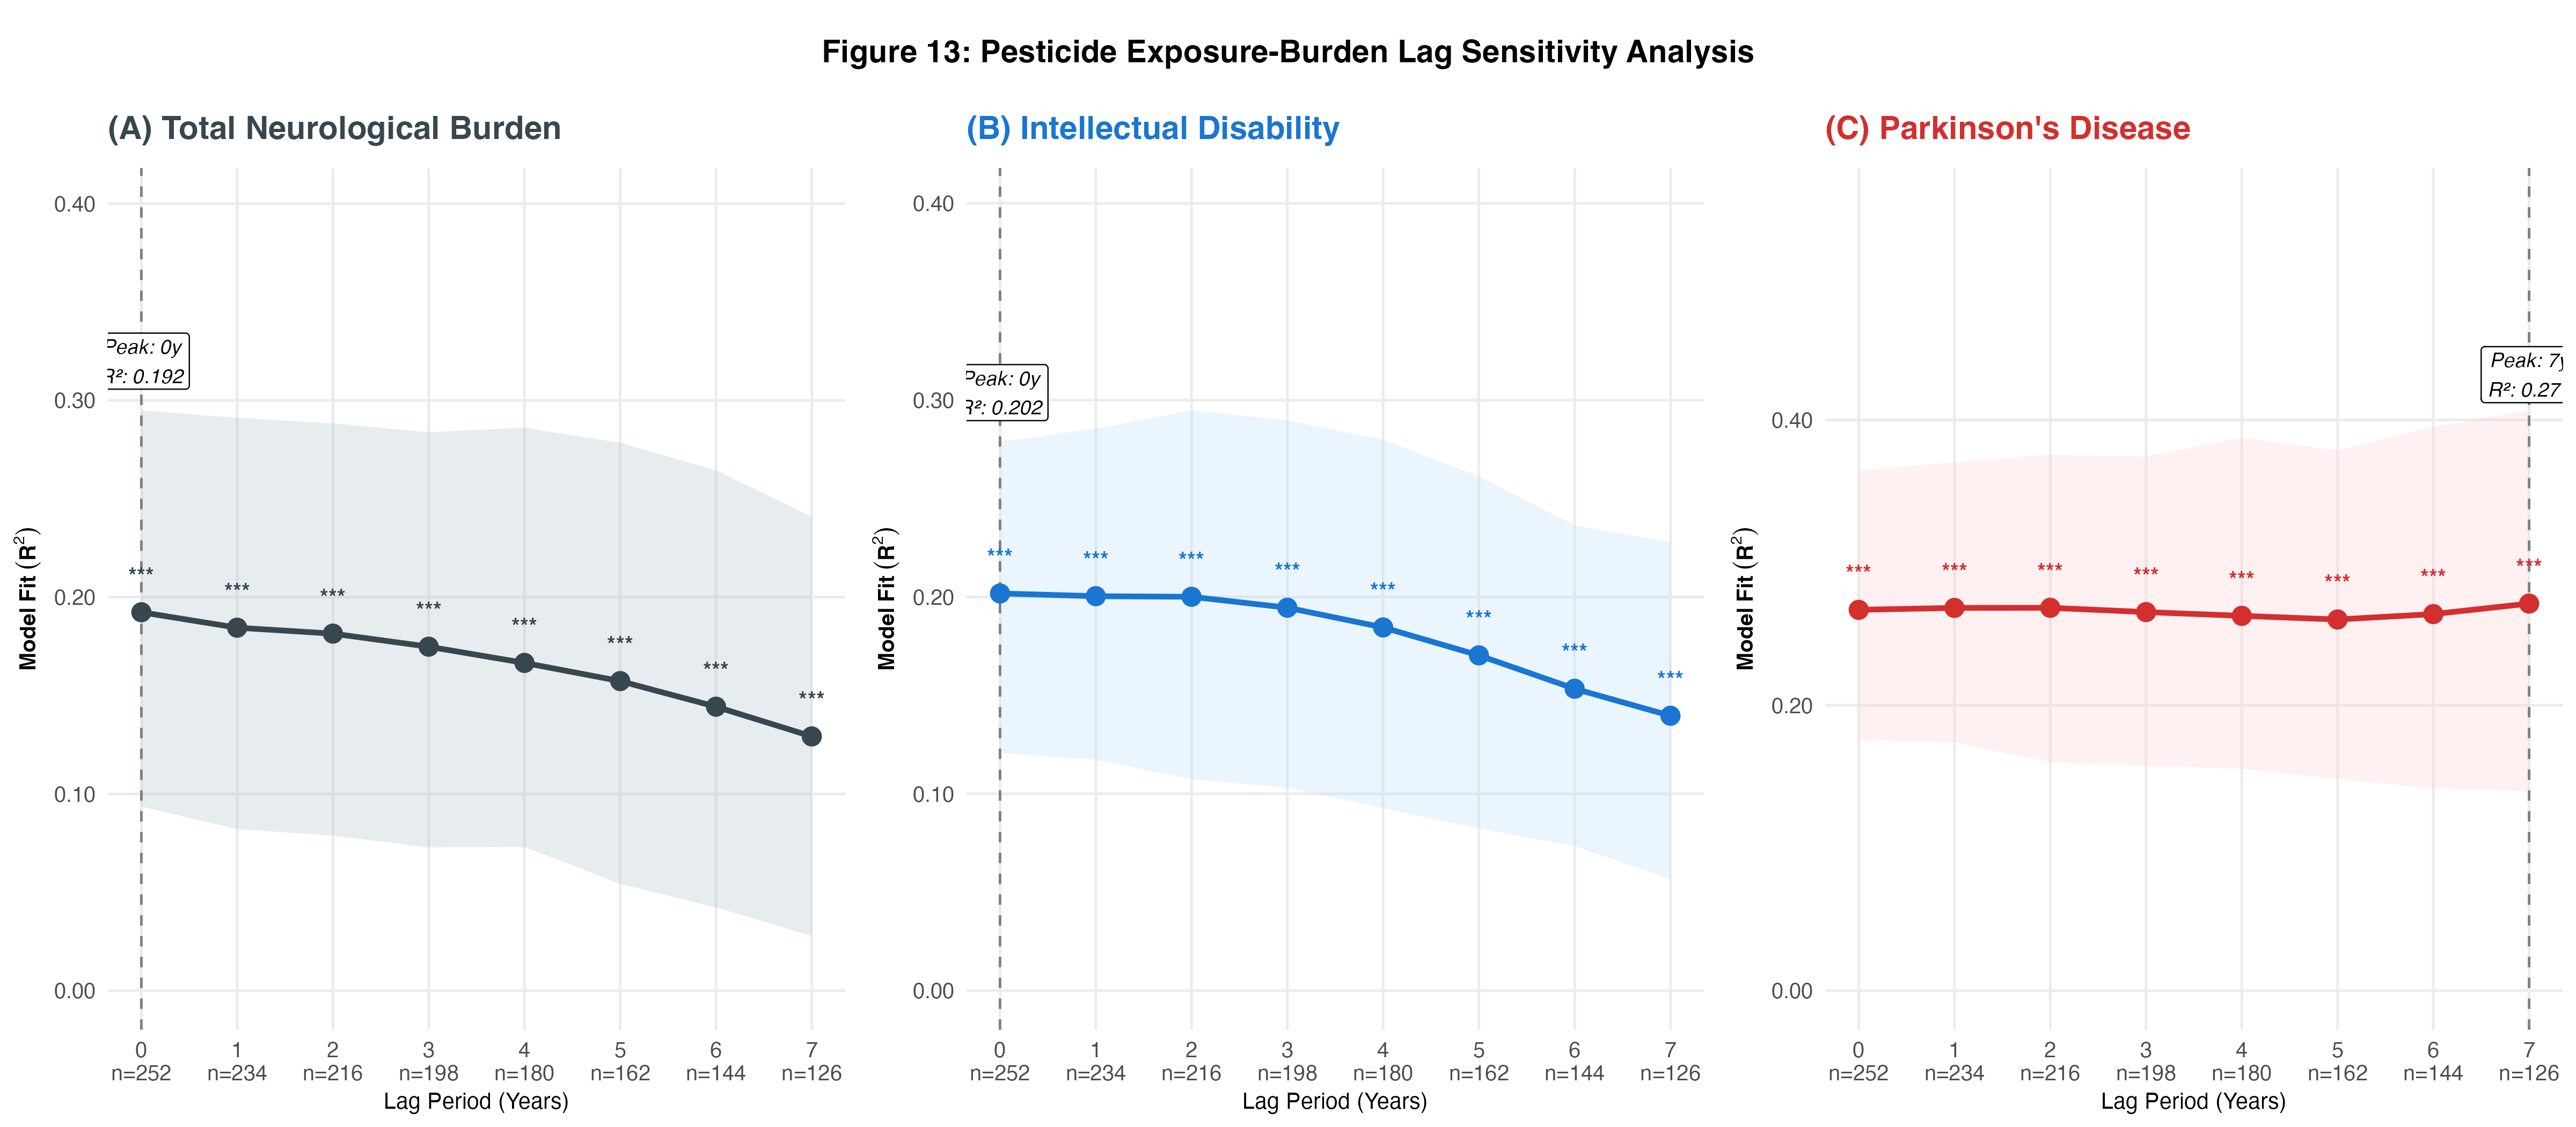 Figure 13: Pesticide Exposure-Burden Lag Sensitivity Analysis
(A) Total Neurological Burden
0.40
0.30
0.20
0.10
0.00
Model Fit (R²)
Peak: 0y
R²: 0.192
*** *** *** *** *** *** *** ***
0 1 2 3 4 5 6 7
n=252 n=234 n=216 n=198 n=180 n=162 n=144 n=126
Lag Period (Years)
(B) Intellectual Disability
0.40
0.30
0.20
0.10
0.00
Model Fit (R²)
Peak: 0y
R²: 0.202
*** *** *** *** *** *** *** ***
0 1 2 3 4 5 6 7
n=252 n=234 n=216 n=198 n=180 n=162 n=144 n=126
Lag Period (Years)
(C) Parkinson's Disease
0.40
0.20
0.00
Model Fit (R²)
Peak: 7y
R²: 0.27
*** *** *** *** *** *** *** ***
0 1 2 3 4 5 6 7
n=252 n=234 n=216 n=198 n=180 n=162 n=144 n=126
Lag Period (Years)